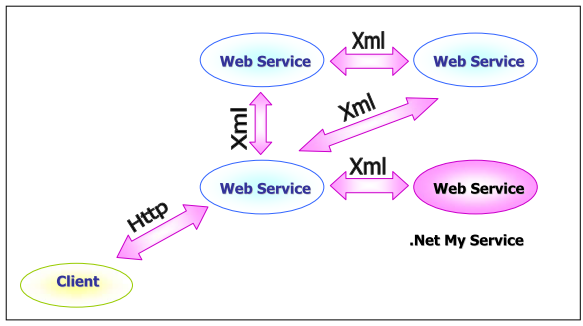 Xml
Web Service
Web Service
Xml
Xml
Xml
Web Service
Web Service
Http
.Net My Service
Client